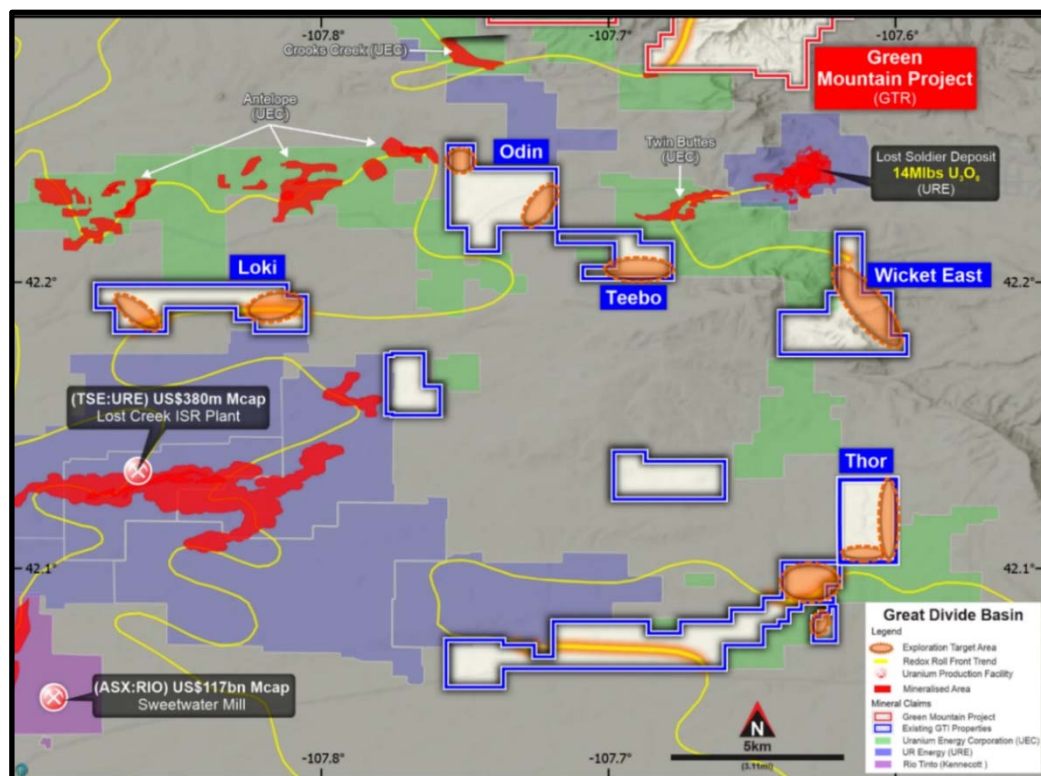 -107.8°
-107.7°
-107.6°
Crooks Creek (UEC)
Green
Mountain Project
(GTR)
Antelope
(UEC)
Odin
Twin Buttes
(UEC)
Lost Soldier Deposit
14Mlbs U₃O₈
(URE)
42.2°
Loki
Teebo
Wicket East
42.2°
(TSE:URE) US$380m Mcap
Lost Creek ISR Plant
Thor
42.1°
42.1°
(ASX:RIO) US$117bn Mcap
Sweetwater Mill
N
5km
(3.11mi)
Great Divide Basin
Legend
Exploration Target Area
Redox Roll Front Trend
Uranium Production Facility
Mineralised Area
Mineral Claims
Green Mountain Project
Existing GTI Properties
Uranium Energy Corporation (UEC)
UR Energy (URE)
Rio Tinto (Kennecott)
-107.8°
-107.7°
-107.6°